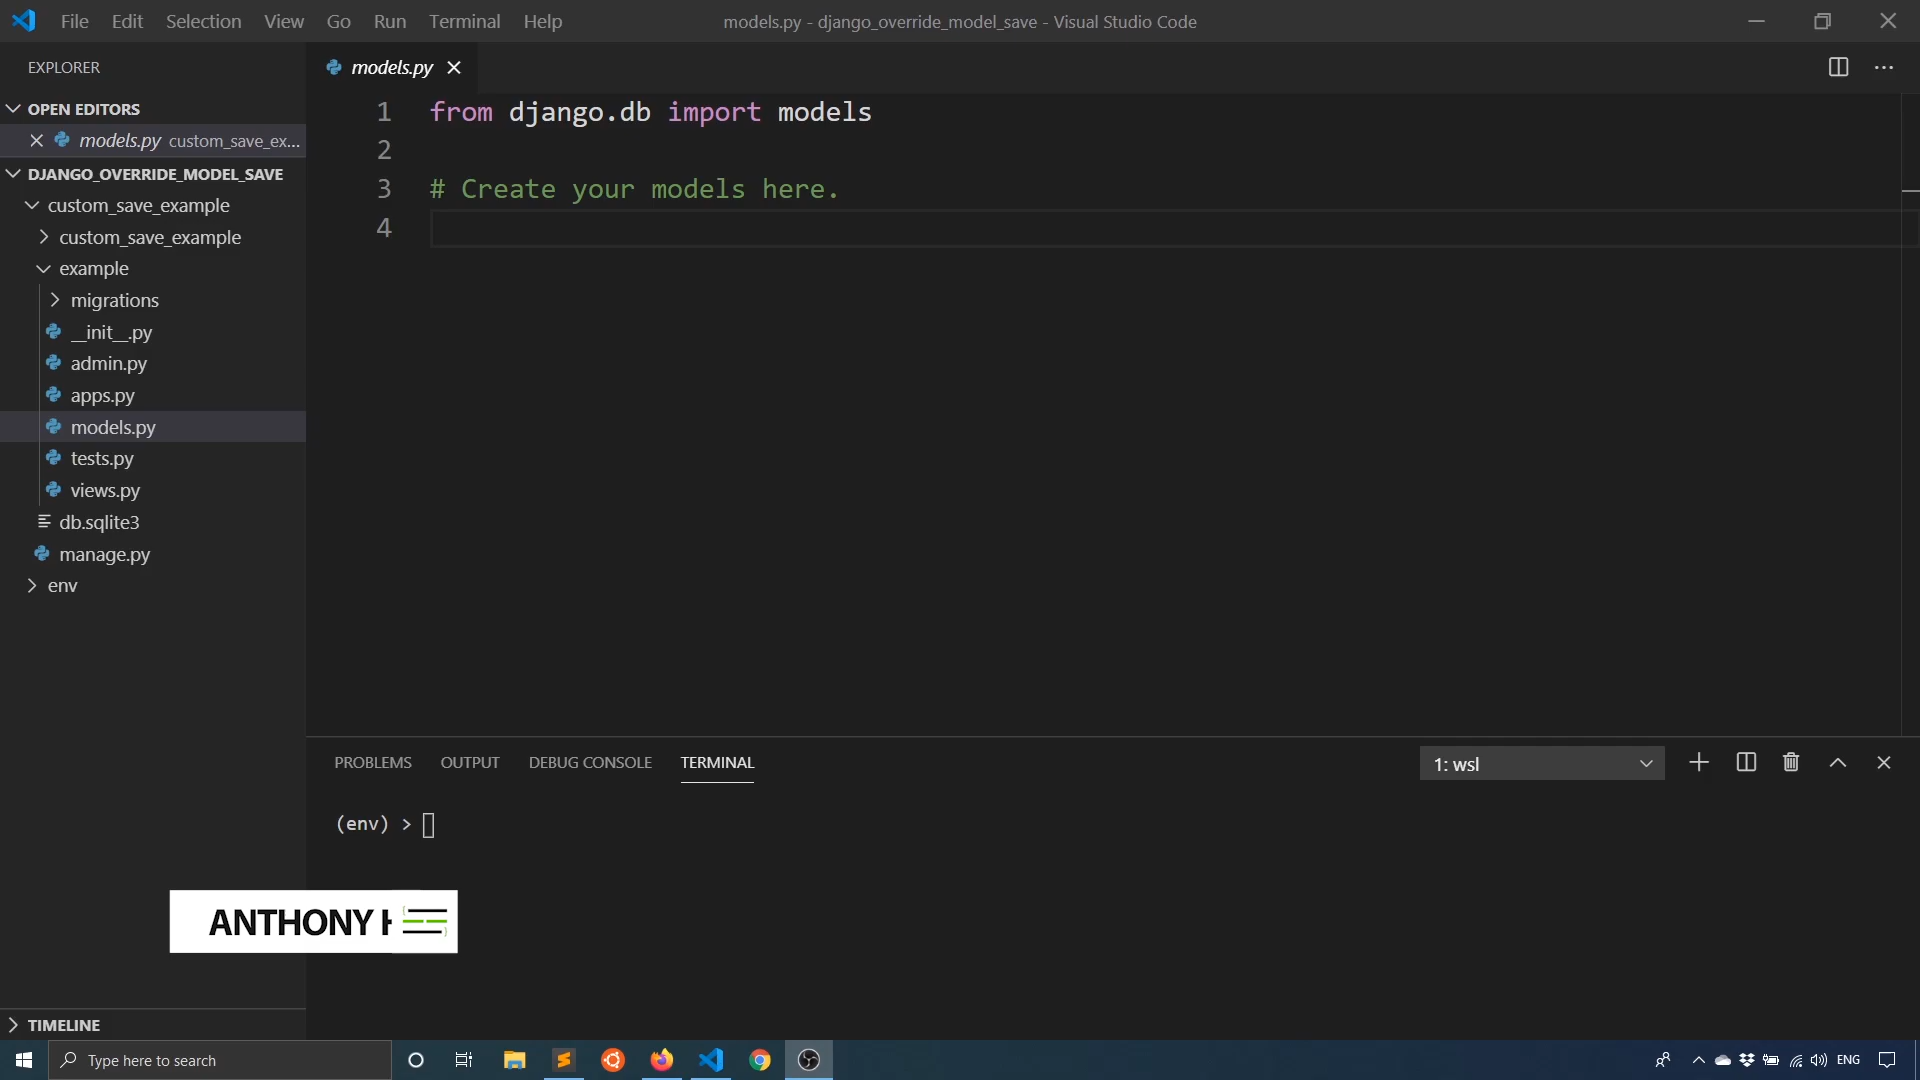 File Edit Selection View Go Run Terminal Help
models.py - django_override_model_save - Visual Studio Code
EXPLORER
OPEN EDITORS
models.py custom_save_ex...
DJANGO_OVERRIDE_MODEL_SAVE
custom_save_example
custom_save_example
example
migrations
__init__.py
admin.py
apps.py
models.py
tests.py
views.py
db.sqlite3
manage.py
env
TIMELINE
models.py
1 from django.db import models
2
3 # Create your models here.
4
PROBLEMS OUTPUT DEBUG CONSOLE TERMINAL
1: wsl
(env) >
ANTHONY
Type here to search
ENG